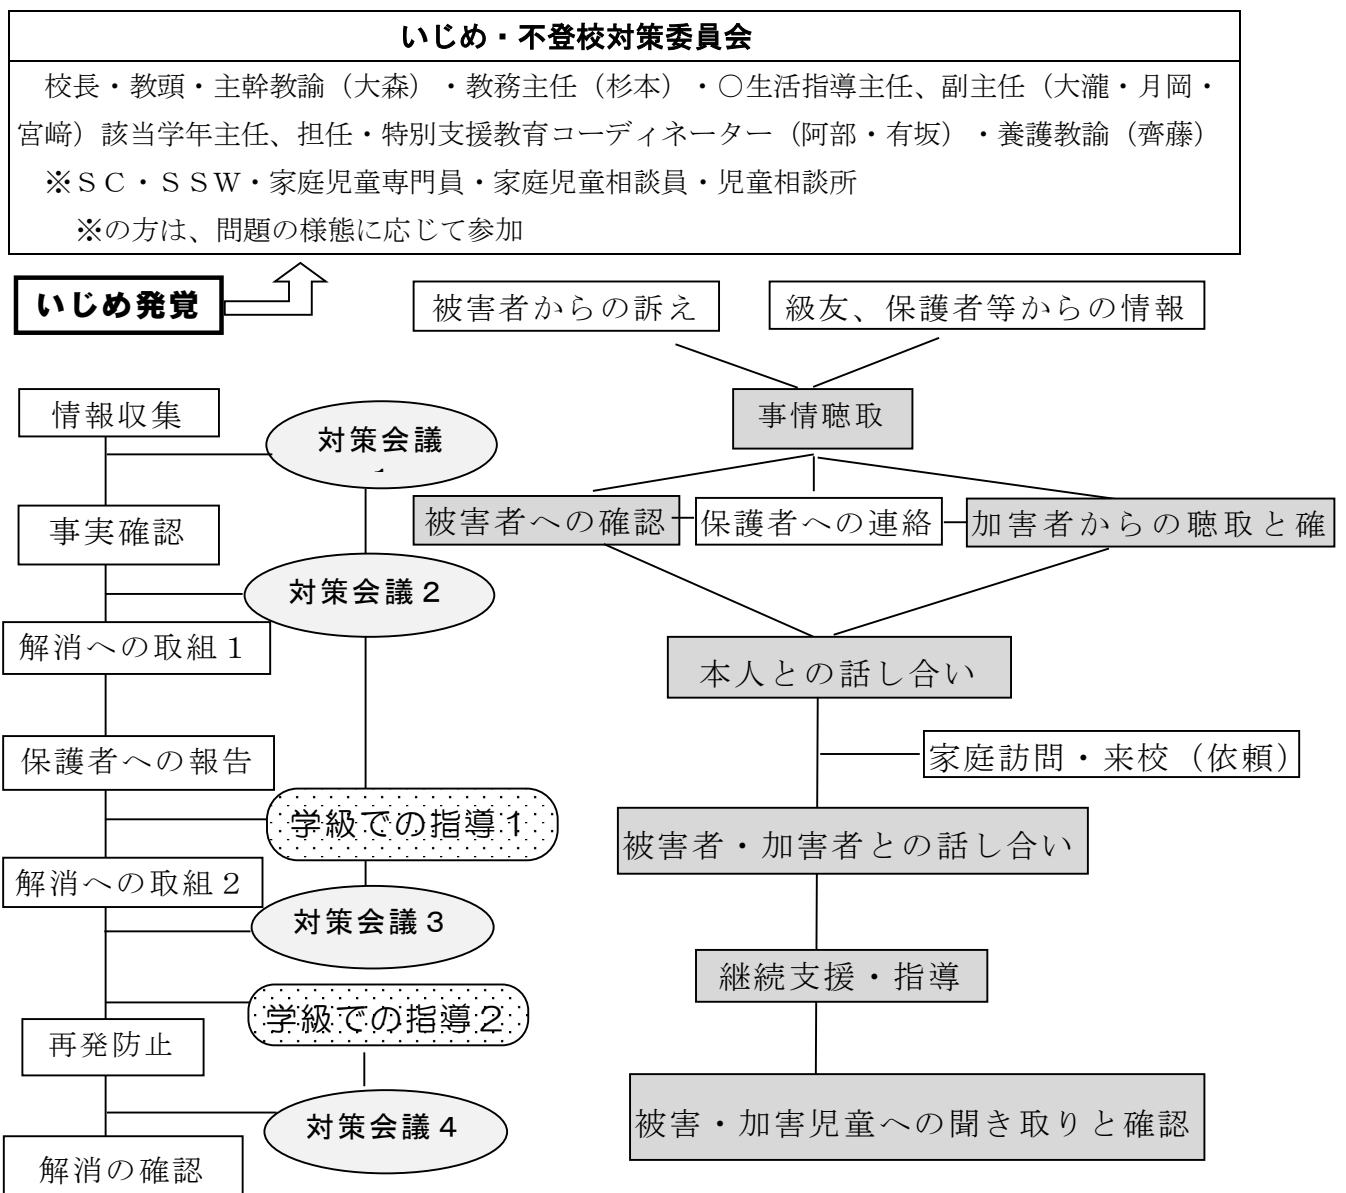 いじめ・不登校対策委員会
校長・教頭・主幹教諭（大森）・教務主任（杉本）・○生活指導主任、副主任（大瀧・月岡・
宮﨑）該当学年主任、担任・特別支援教育コーディネーター（阿部・有坂）・養護教諭（齊藤）
※ＳＣ・ＳＳＷ・家庭児童専門員・家庭児童相談員・児童相談所
※の方は、問題の様態に応じて参加
いじめ発覚
被害者からの訴え
級友、保護者等からの情報
情報収集
対策会議
事情聴取
事実確認
被害者への確認
保護者への連絡
加害者からの聴取と確
対策会議２
解消への取組１
本人との話し合い
保護者への報告
家庭訪問・来校（依頼）
学級での指導１
被害者・加害者との話し合い
解消への取組２
対策会議３
継続支援・指導
学級での指導２
再発防止
対策会議４
被害・加害児童への聞き取りと確認
解消の確認